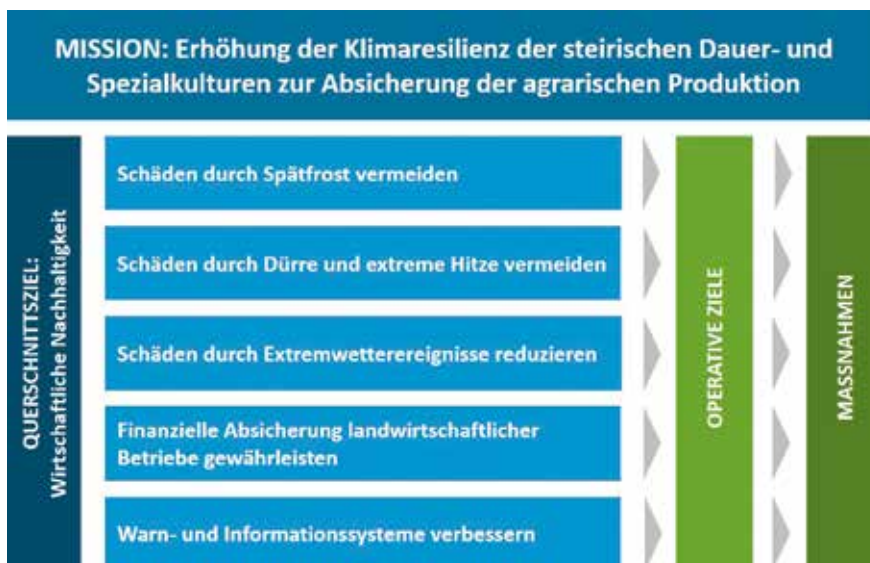 MISSION: Erhöhung der Klimaresilienz der steirischen Dauer- und
Spezialkulturen zur Absicherung der agrarischen Produktion
QUERSCHNITTSZIEL:
Wirtschaftliche Nachhaltigkeit
Schäden durch Spätfrost vermeiden
Schäden durch Dürre und extreme Hitze vermeiden
Schäden durch Extremwetterereignisse reduzieren
Finanzielle Absicherung landwirtschaftlicher
Betriebe gewährleisten
Warn- und Informationssysteme verbessern
OPERATIVE ZIELE
MASSNAHMEN